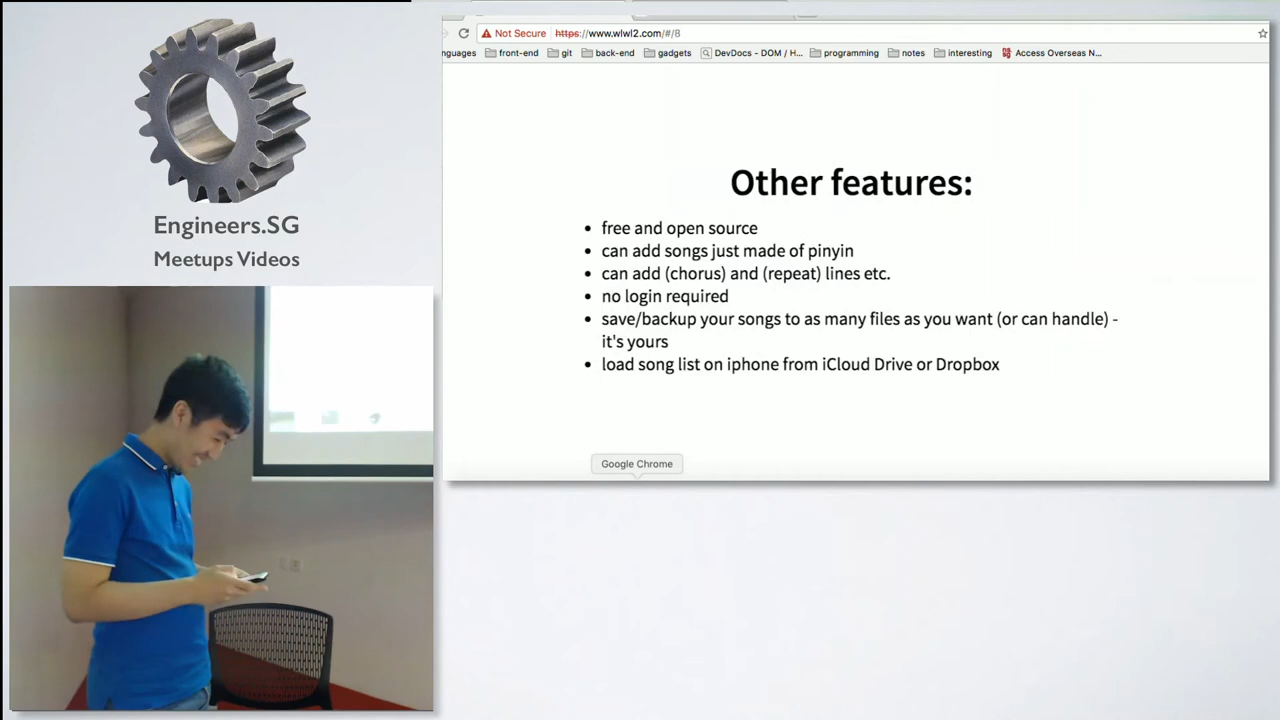 Engineers.SG
Meetups Videos
Not Secure https://www.wlwl2.com/#/8
nguages front-end git back-end gadgets DevDocs - DOM / H... programming notes interesting Access Overseas N...
Other features:
• free and open source
• can add songs just made of pinyin
• can add (chorus) and (repeat) lines etc.
• no login required
• save/backup your songs to as many files as you want (or can handle) -
it's yours
• load song list on iphone from iCloud Drive or Dropbox
Google Chrome